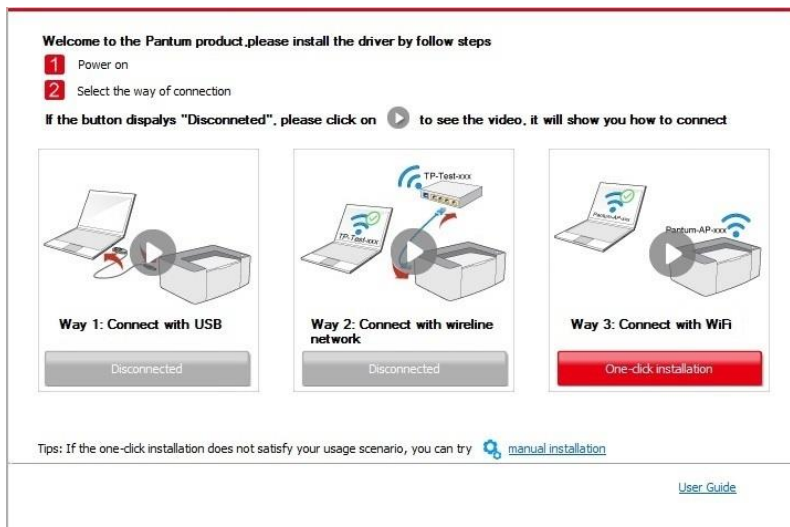 Welcome to the Pantum product,please install the driver by follow steps
1 Power on
2 Select the way of connection
If the button dispalys "Disconneted", please click on to see the video, it will show you how to connect
TP-Test-xxx
TP-Test-xxx
Pantum-AP-xxx
Pantum-AP-xxx
Way 1: Connect with USB
Way 2: Connect with wireline
network
Way 3: Connect with WiFi
Disconnected
Disconnected
One-click installation
Tips: If the one-click installation does not satisfy your usage scenario, you can try manual installation
User Guide